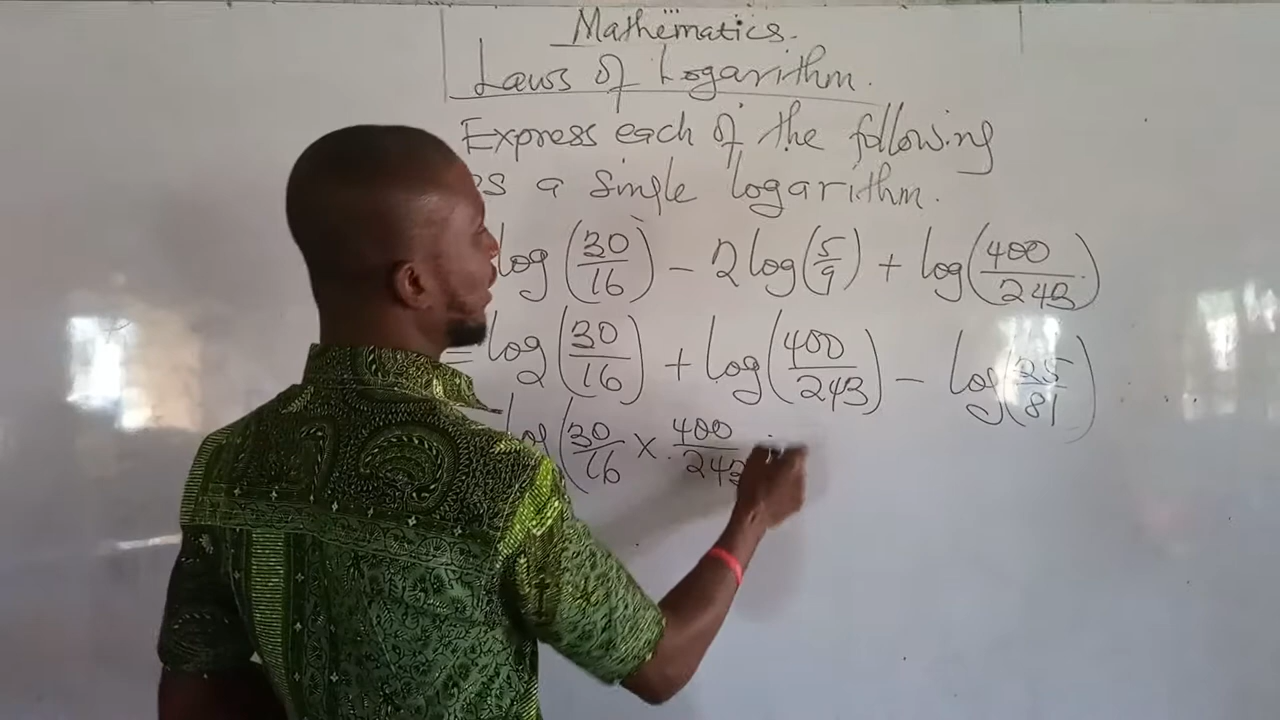 Mathematics.
Laws of Logarithm.
Express each of the following
as a single logarithm.
log(30/16) - 2log(5/9) + log(400/243)
= log(30/16) + log(400/243) - log(25/81)
log(30/16 × 400/243 ÷